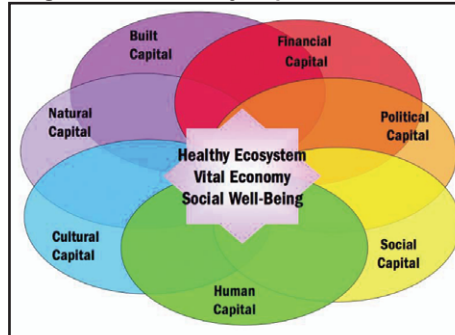 Built
Capital
Financial
Capital
Natural
Capital
Political
Capital
Healthy Ecosystem
Vital Economy
Social Well-Being
Cultural
Capital
Social
Capital
Human
Capital